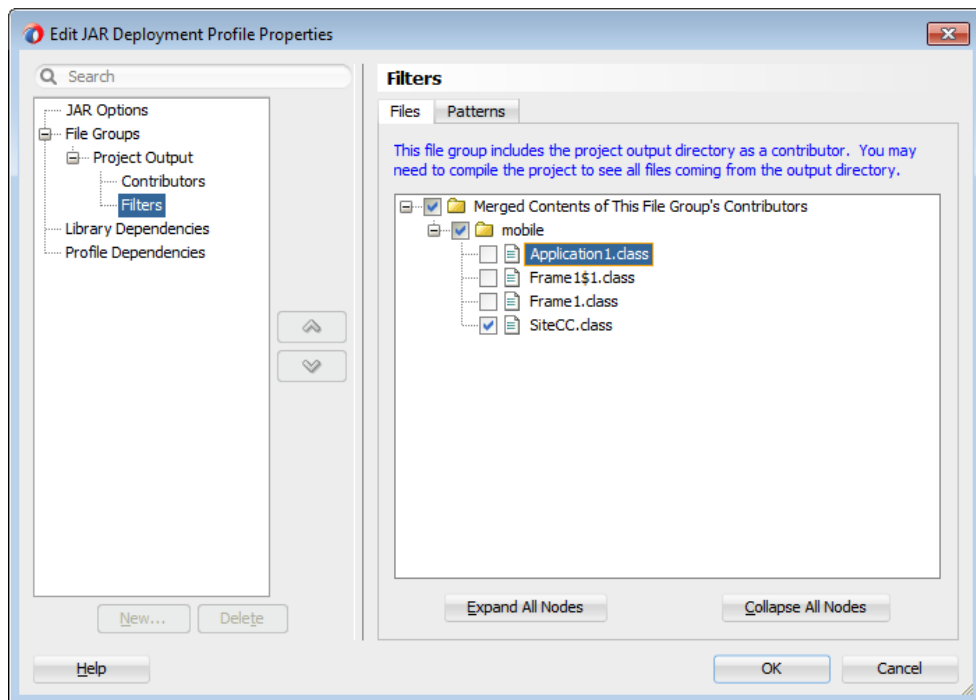 Edit JAR Deployment Profile Properties
Search
JAR Options
File Groups
Project Output
Contributors
Filters
Library Dependencies
Profile Dependencies
New...
Delete
Filters
Files
Patterns
This file group includes the project output directory as a contributor. You may
need to compile the project to see all files coming from the output directory.
Merged Contents of This File Group's Contributors
mobile
Application1.class
Frame1$1.class
Frame1.class
SiteCC.class
Expand All Nodes
Collapse All Nodes
Help
OK
Cancel